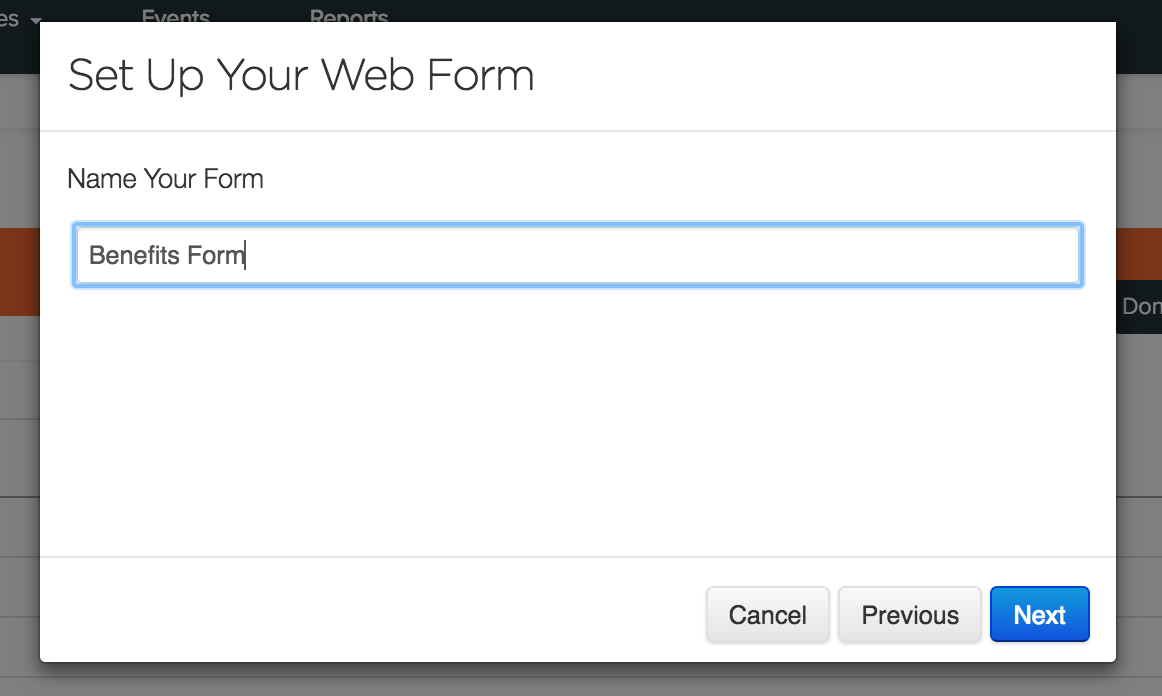 es
Events
Reports
Set Up Your Web Form
Name Your Form
Benefits Form
Don
Cancel
Previous
Next